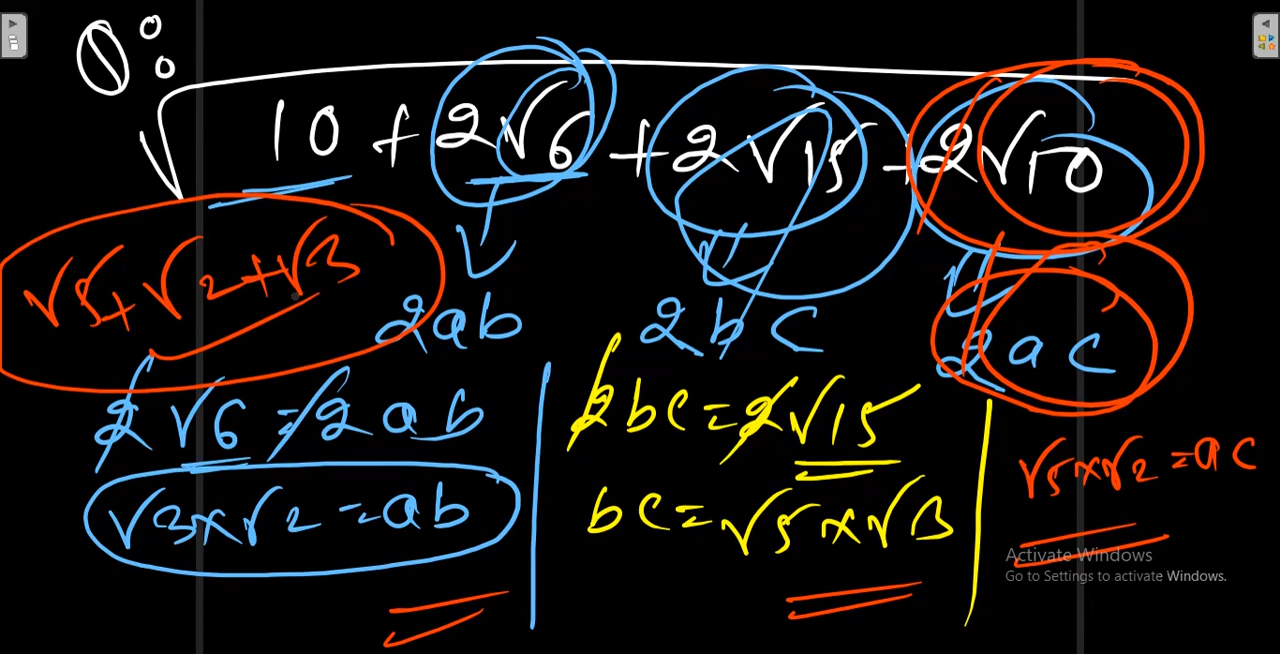 Q:
√10 + 2√6 + 2√15 + 2√10
√5 + √2 + √3
2ab 2bc 2ac
2√6 = 2ab
√3 × √2 = ab
2bc = 2√15
bc = √5 × √3
√5 × √2 = ac
Activate Windows
Go to Settings to activate Windows.